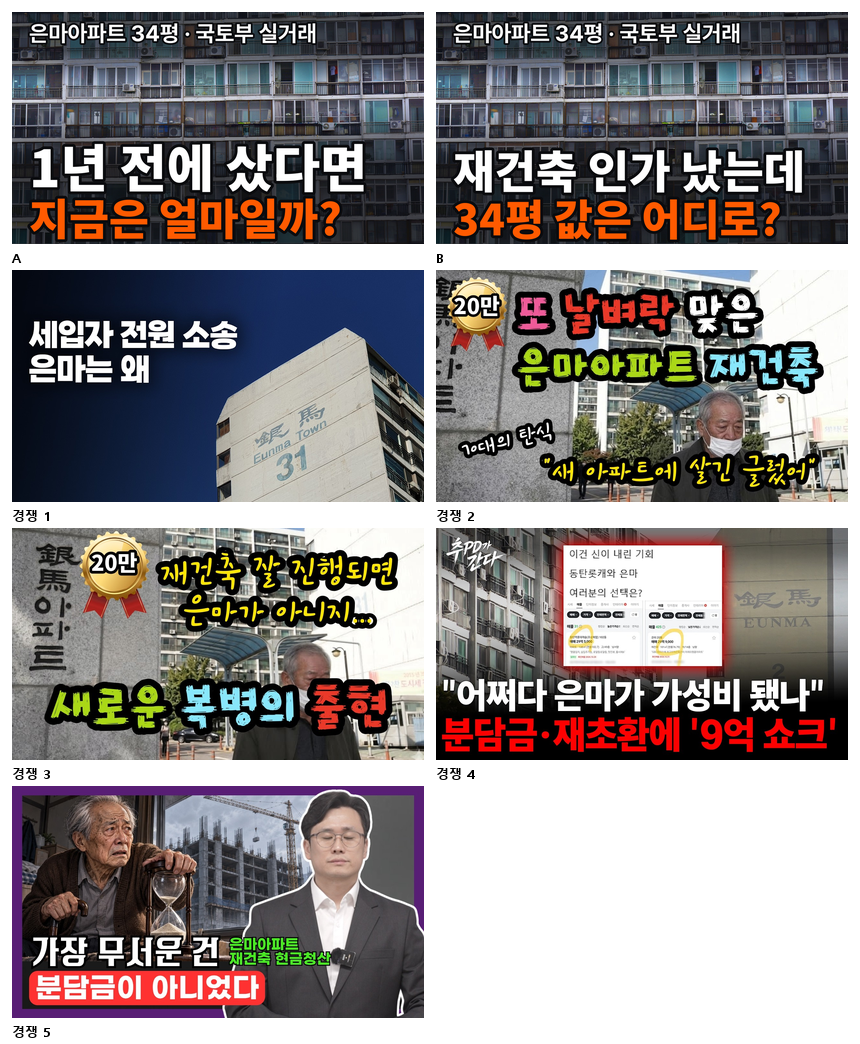 은마아파트 34평 · 국토부 실거래
1년 전에 샀다면
지금은 얼마일까?
A
은마아파트 34평 · 국토부 실거래
재건축 인가 났는데
34평 값은 어디로?
B
세입자 전원 소송
은마는 왜
銀馬
Eunma Town
31
경쟁 1
20만
또 날벼락 맞은
은마아파트 재건축
70대의 탄식
"새 아파트에 살긴 글렀어"
경쟁 2
銀馬아파트
20만
재건축 잘 진행되면
은마가 아니지...
새로운 복병의 출현
경쟁 3
추PD가
간다
이건 신이 내린 기회
동탄롯캐와 은마
여러분의 선택은?
銀馬
EUNMA
"어쩌다 은마가 가성비 됐나"
분담금·재초환에 '9억 쇼크'
경쟁 4
가장 무서운 건
은마아파트
재건축 현금청산
분담금이 아니었다
경쟁 5